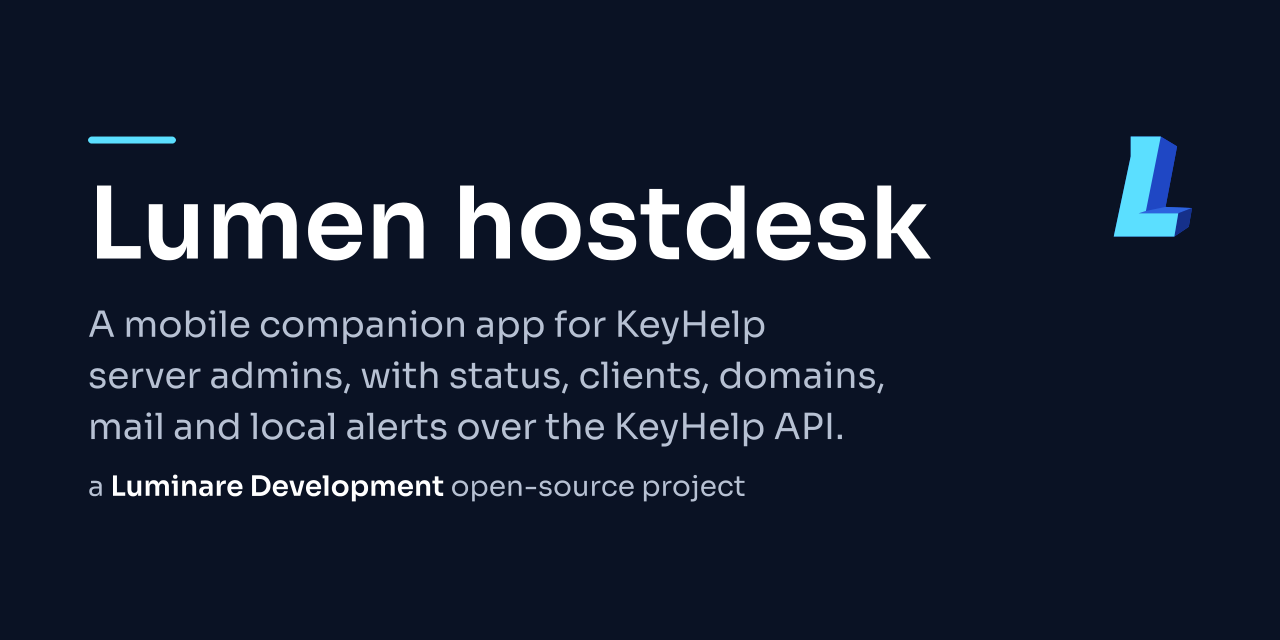 Lumen hostdesk
A mobile companion app for KeyHelp
server admins, with status, clients, domains,
mail and local alerts over the KeyHelp API.
a Luminare Development open-source project